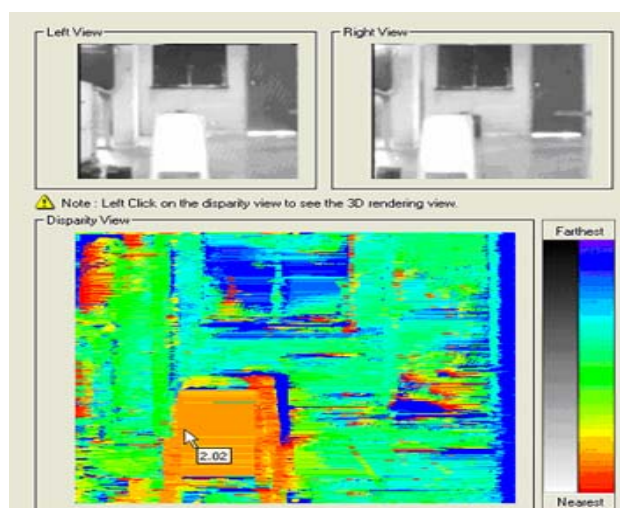 Left View
Right View
Note : Left Click on the disparity view to see the 3D rendering view.
Disparity View
Farthest
2.02
Nearest